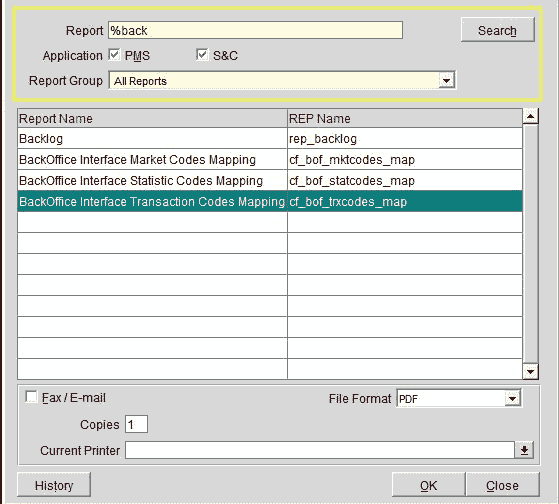 Report %back Search
Application PMS S&C
Report Group All Reports
Report Name REP Name
Backlog rep_backlog
BackOffice Interface Market Codes Mapping cf_bof_mktcodes_map
BackOffice Interface Statistic Codes Mapping cf_bof_statcodes_map
BackOffice Interface Transaction Codes Mapping cf_bof_trxcodes_map
Fax / E-mail File Format PDF
Copies 1
Current Printer
History OK Close